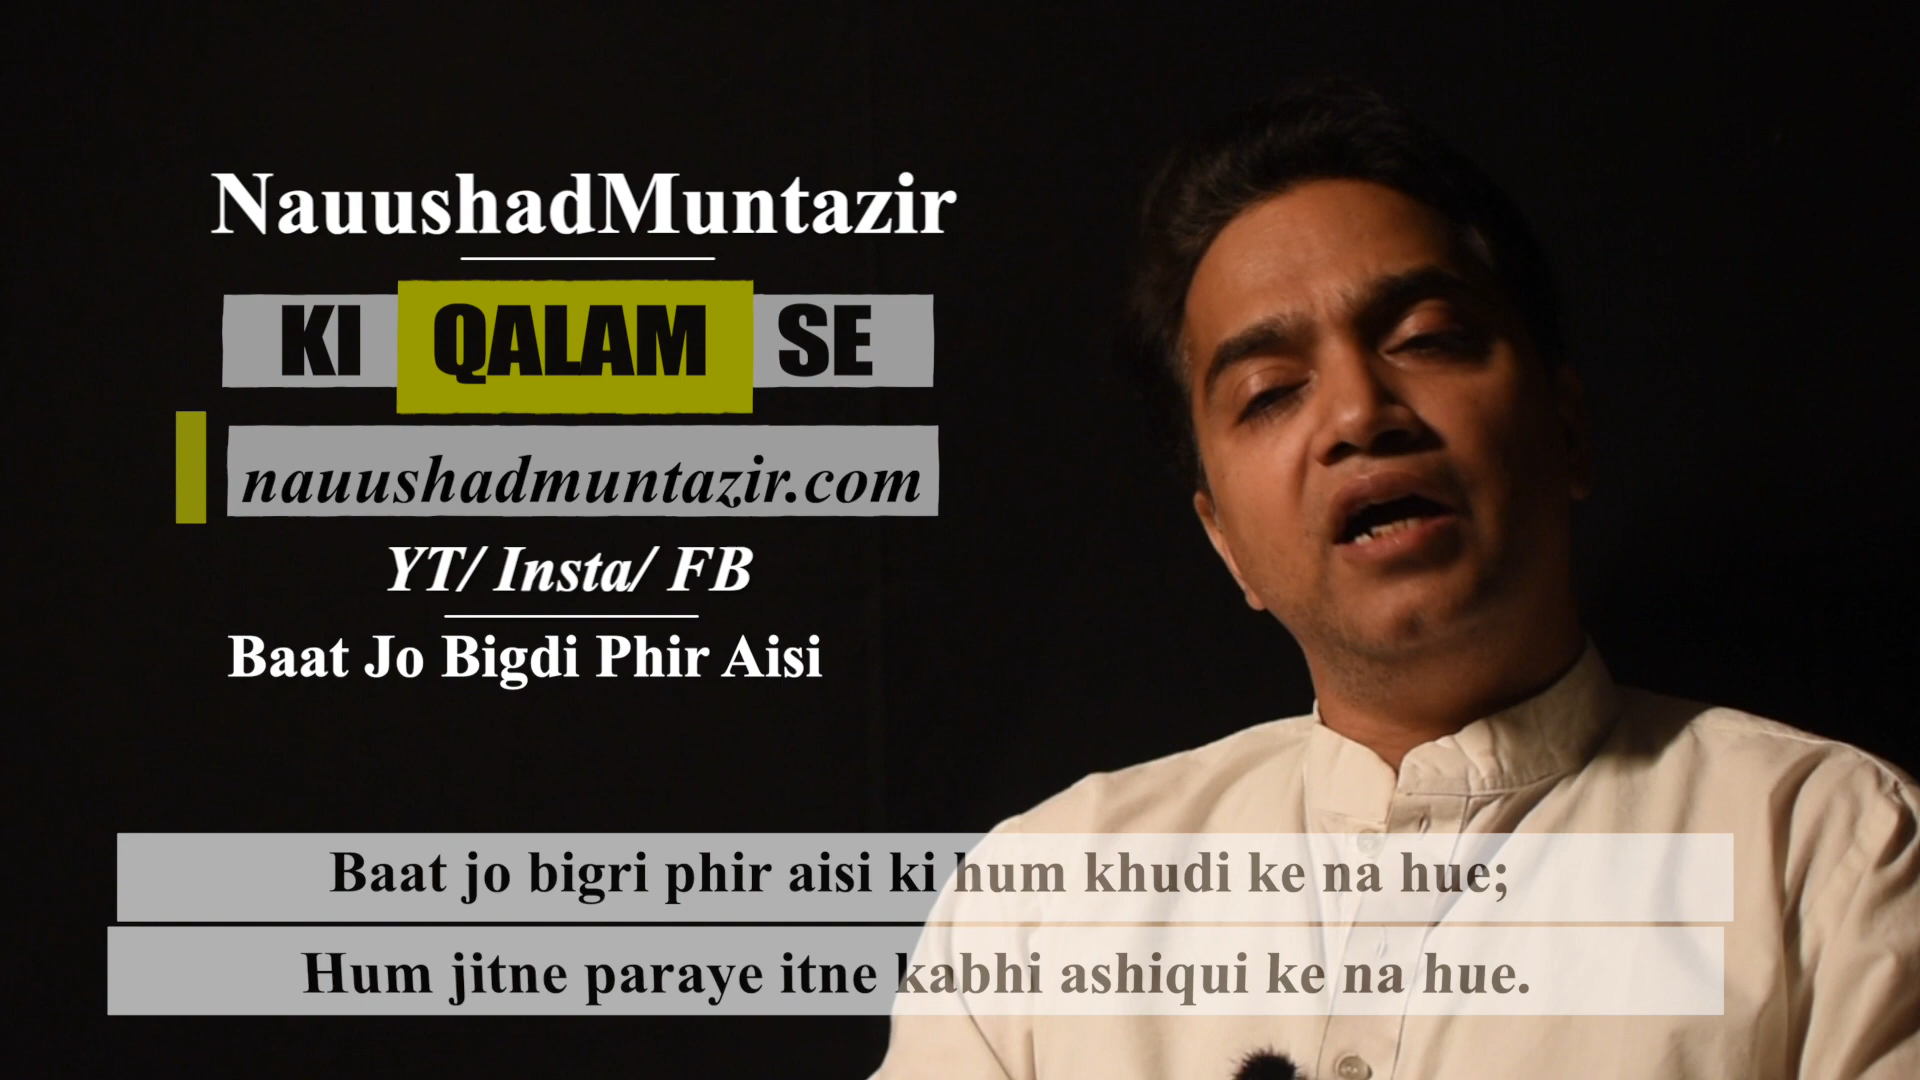 NauushadMuntazir
KI QALAM SE
nauushadmuntazir.com
YT/ Insta/ FB
Baat Jo Bigdi Phir Aisi
Baat jo bigri phir aisi ki hum khudi ke na hue;
Hum jitne paraye itne kabhi ashiqui ke na hue.